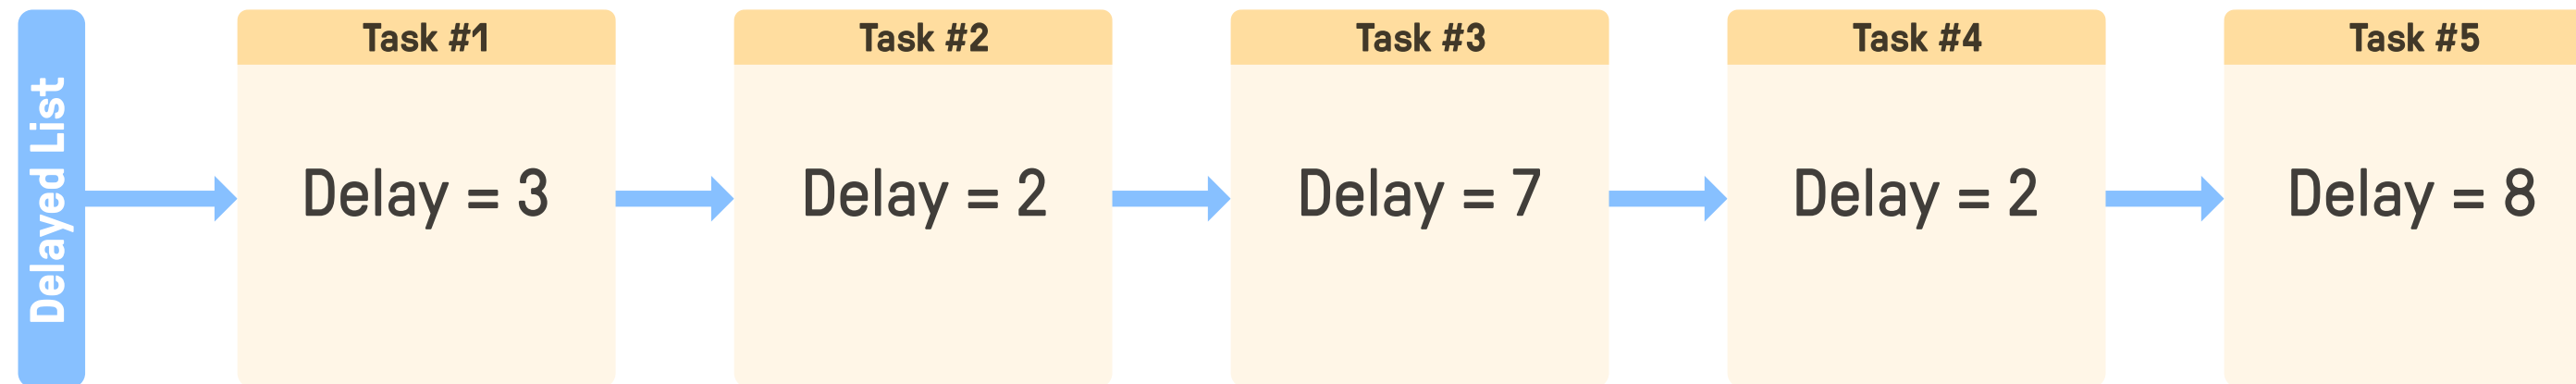 Delayed List
Task #1
Delay = 3
Task #2
Delay = 2
Task #3
Delay = 7
Task #4
Delay = 2
Task #5
Delay = 8